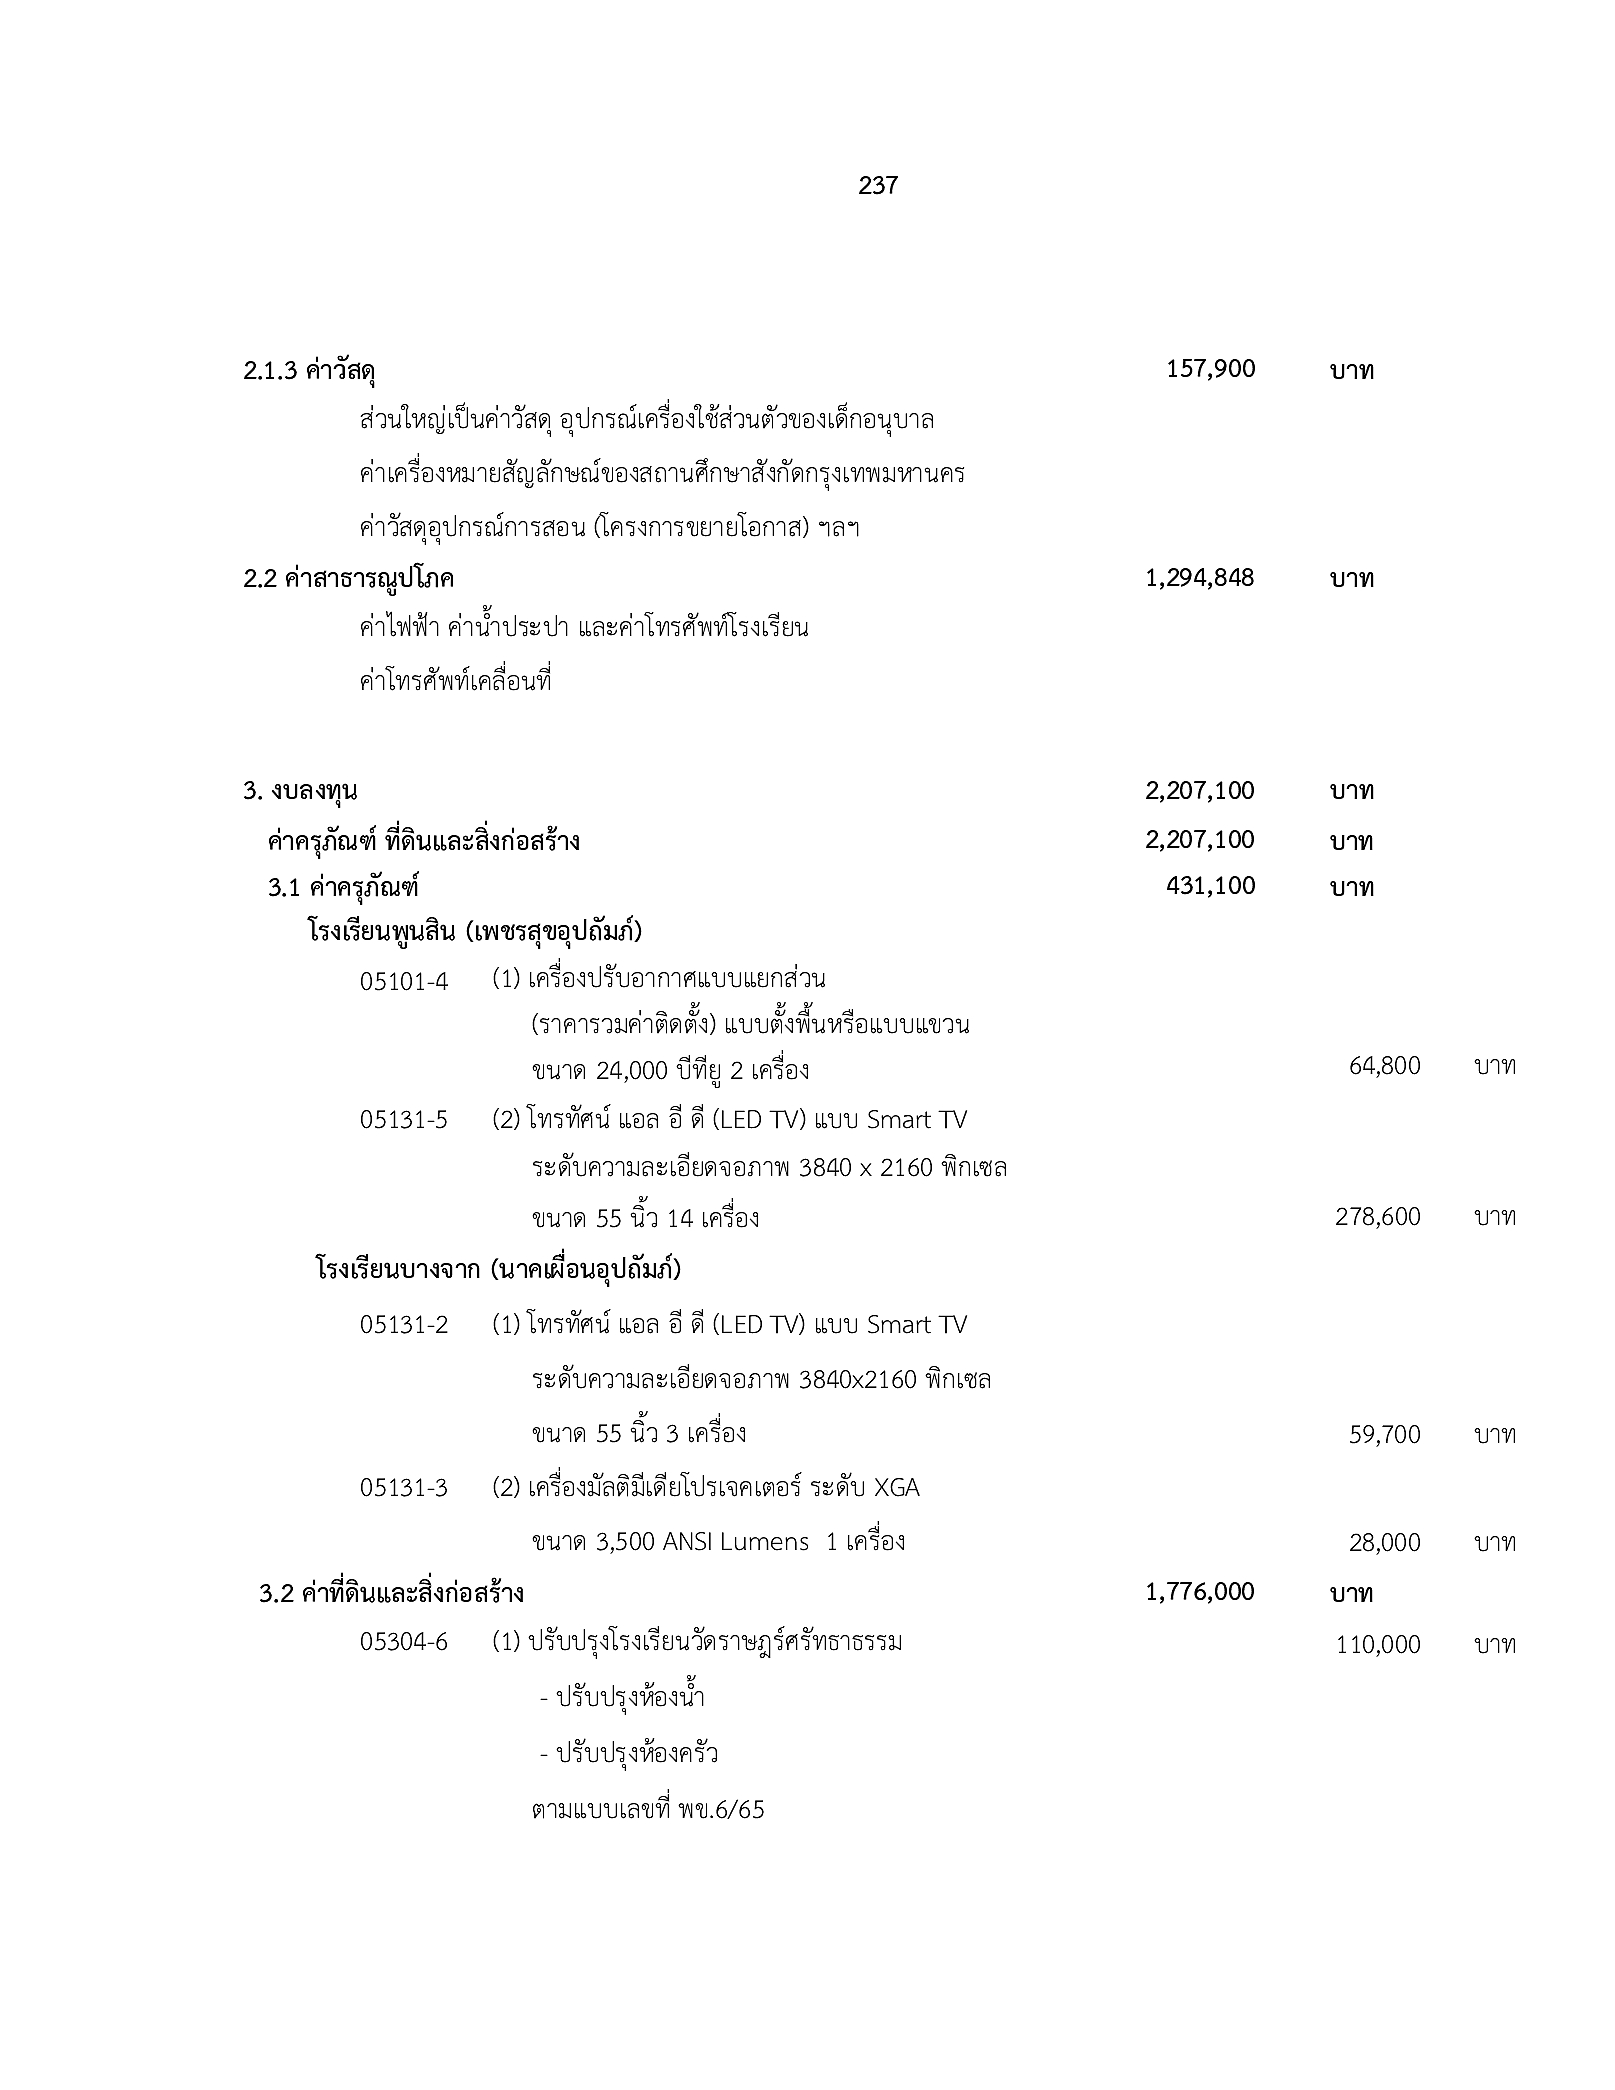 237
2.1.3 ค่าวัสดุ 157,900 บาท
ส่วนใหญ่เป็นค่าวัสดุ อุปกรณ์เครื่องใช้ส่วนตัวของเด็กอนุบาล
ค่าเครื่องหมายสัญลักษณ์ของสถานศึกษาสังกัดกรุงเทพมหานคร
ค่าวัสดุอุปกรณ์การสอน (โครงการขยายโอกาส) ฯลฯ
2.2 ค่าสาธารณูปโภค 1,294,848 บาท
ค่าไฟฟ้า ค่าน้ำประปา และค่าโทรศัพท์โรงเรียน
ค่าโทรศัพท์เคลื่อนที่
3. งบลงทุน 2,207,100 บาท
ค่าครุภัณฑ์ ที่ดินและสิ่งก่อสร้าง 2,207,100 บาท
3.1 ค่าครุภัณฑ์ 431,100 บาท
โรงเรียนพูนสิน (เพชรสุขอุปถัมภ์)
05101-4 (1) เครื่องปรับอากาศแบบแยกส่วน
(ราคารวมค่าติดตั้ง) แบบตั้งพื้นหรือแบบแขวน
ขนาด 24,000 บีทียู 2 เครื่อง 64,800 บาท
05131-5 (2) โทรทัศน์ แอล อี ดี (LED TV) แบบ Smart TV
ระดับความละเอียดจอภาพ 3840 x 2160 พิกเซล
ขนาด 55 นิ้ว 14 เครื่อง 278,600 บาท
โรงเรียนบางจาก (นาคเผื่อนอุปถัมภ์)
05131-2 (1) โทรทัศน์ แอล อี ดี (LED TV) แบบ Smart TV
ระดับความละเอียดจอภาพ 3840x2160 พิกเซล
ขนาด 55 นิ้ว 3 เครื่อง 59,700 บาท
05131-3 (2) เครื่องมัลติมีเดียโปรเจคเตอร์ ระดับ XGA
ขนาด 3,500 ANSI Lumens 1 เครื่อง 28,000 บาท
3.2 ค่าที่ดินและสิ่งก่อสร้าง 1,776,000 บาท
05304-6 (1) ปรับปรุงโรงเรียนวัดราษฎร์ศรัทธาธรรม 110,000 บาท
- ปรับปรุงห้องน้ำ
- ปรับปรุงห้องครัว
ตามแบบเลขที่ พข.6/65